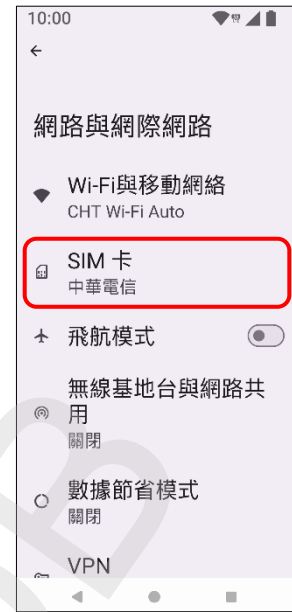 10:00
網路與網際網路
Wi-Fi與移動網絡
CHT Wi-Fi Auto
SIM 卡
中華電信
飛航模式
無線基地台與網路共
用
關閉
數據節省模式
關閉
VPN